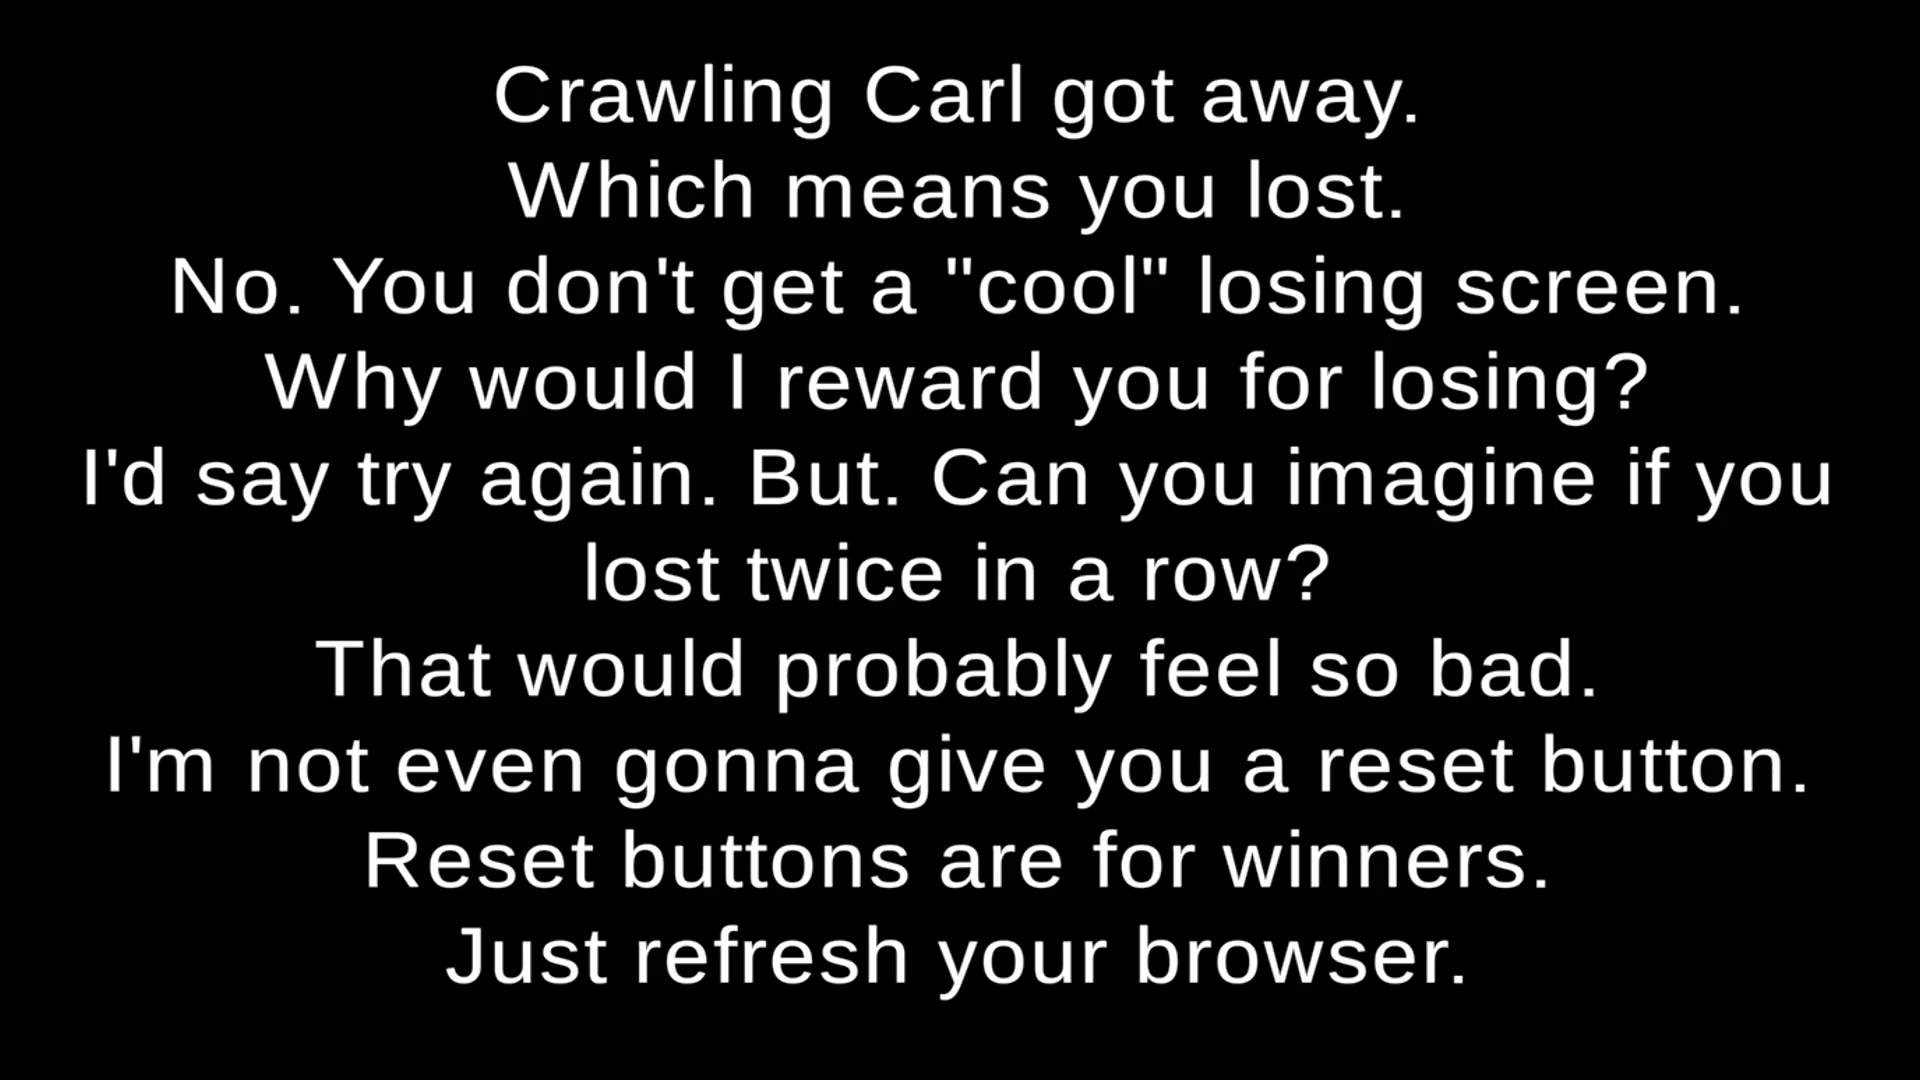 Crawling Carl got away.
Which means you lost.
No. You don't get a "cool" losing screen.
Why would I reward you for losing?
I'd say try again. But. Can you imagine if you
lost twice in a row?
That would probably feel so bad.
I'm not even gonna give you a reset button.
Reset buttons are for winners.
Just refresh your browser.